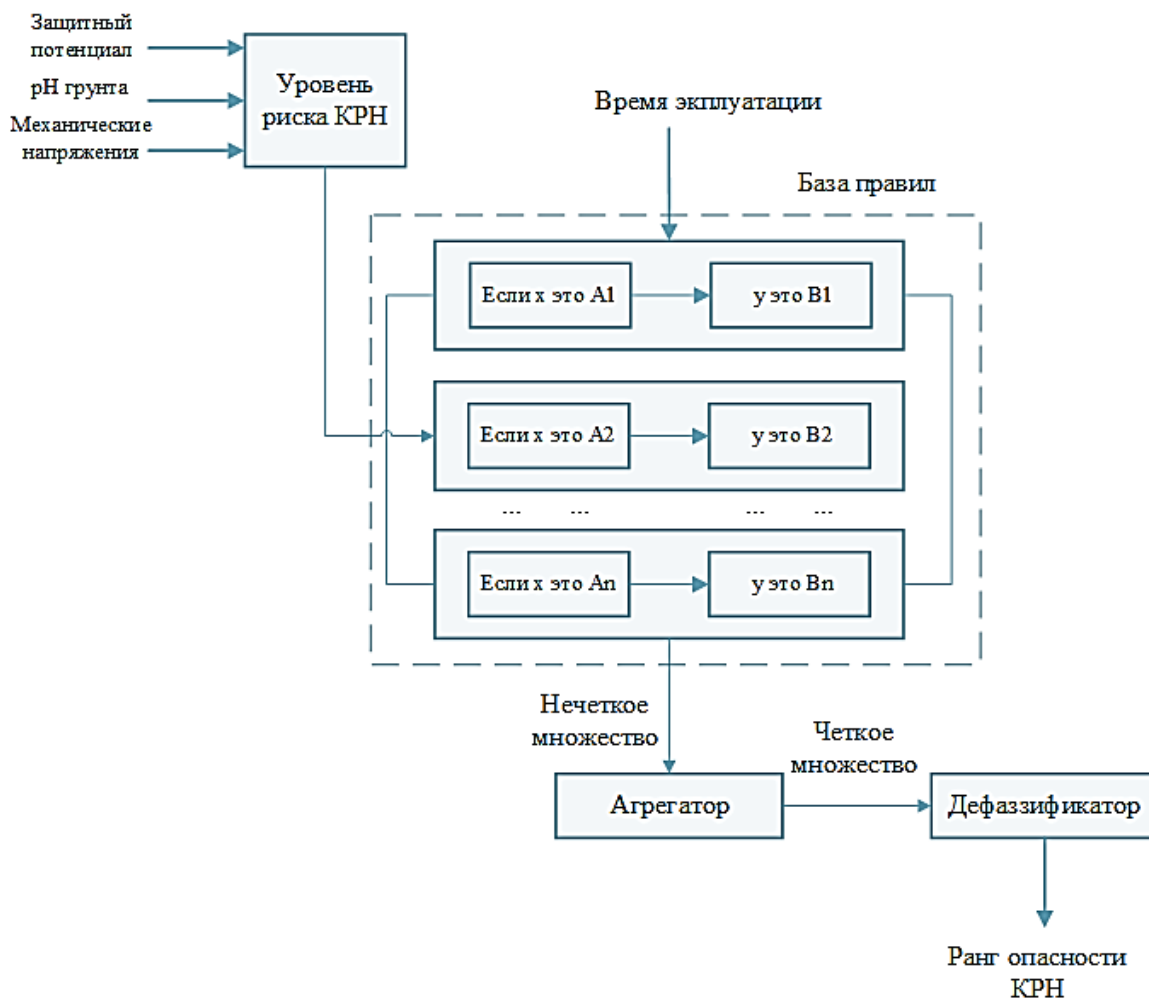 Защитный
потенциал
pH грунта
Механические
напряжения
Уровень
риска КРН
Время экплуатации
База правил
Если x это A1
y это B1
Если x это A2
y это B2
... ... ... ...
Если x это An
y это Bn
Нечеткое
множество
Четкое
множество
Агрегатор
Дефаззификатор
Ранг опасности
КРН